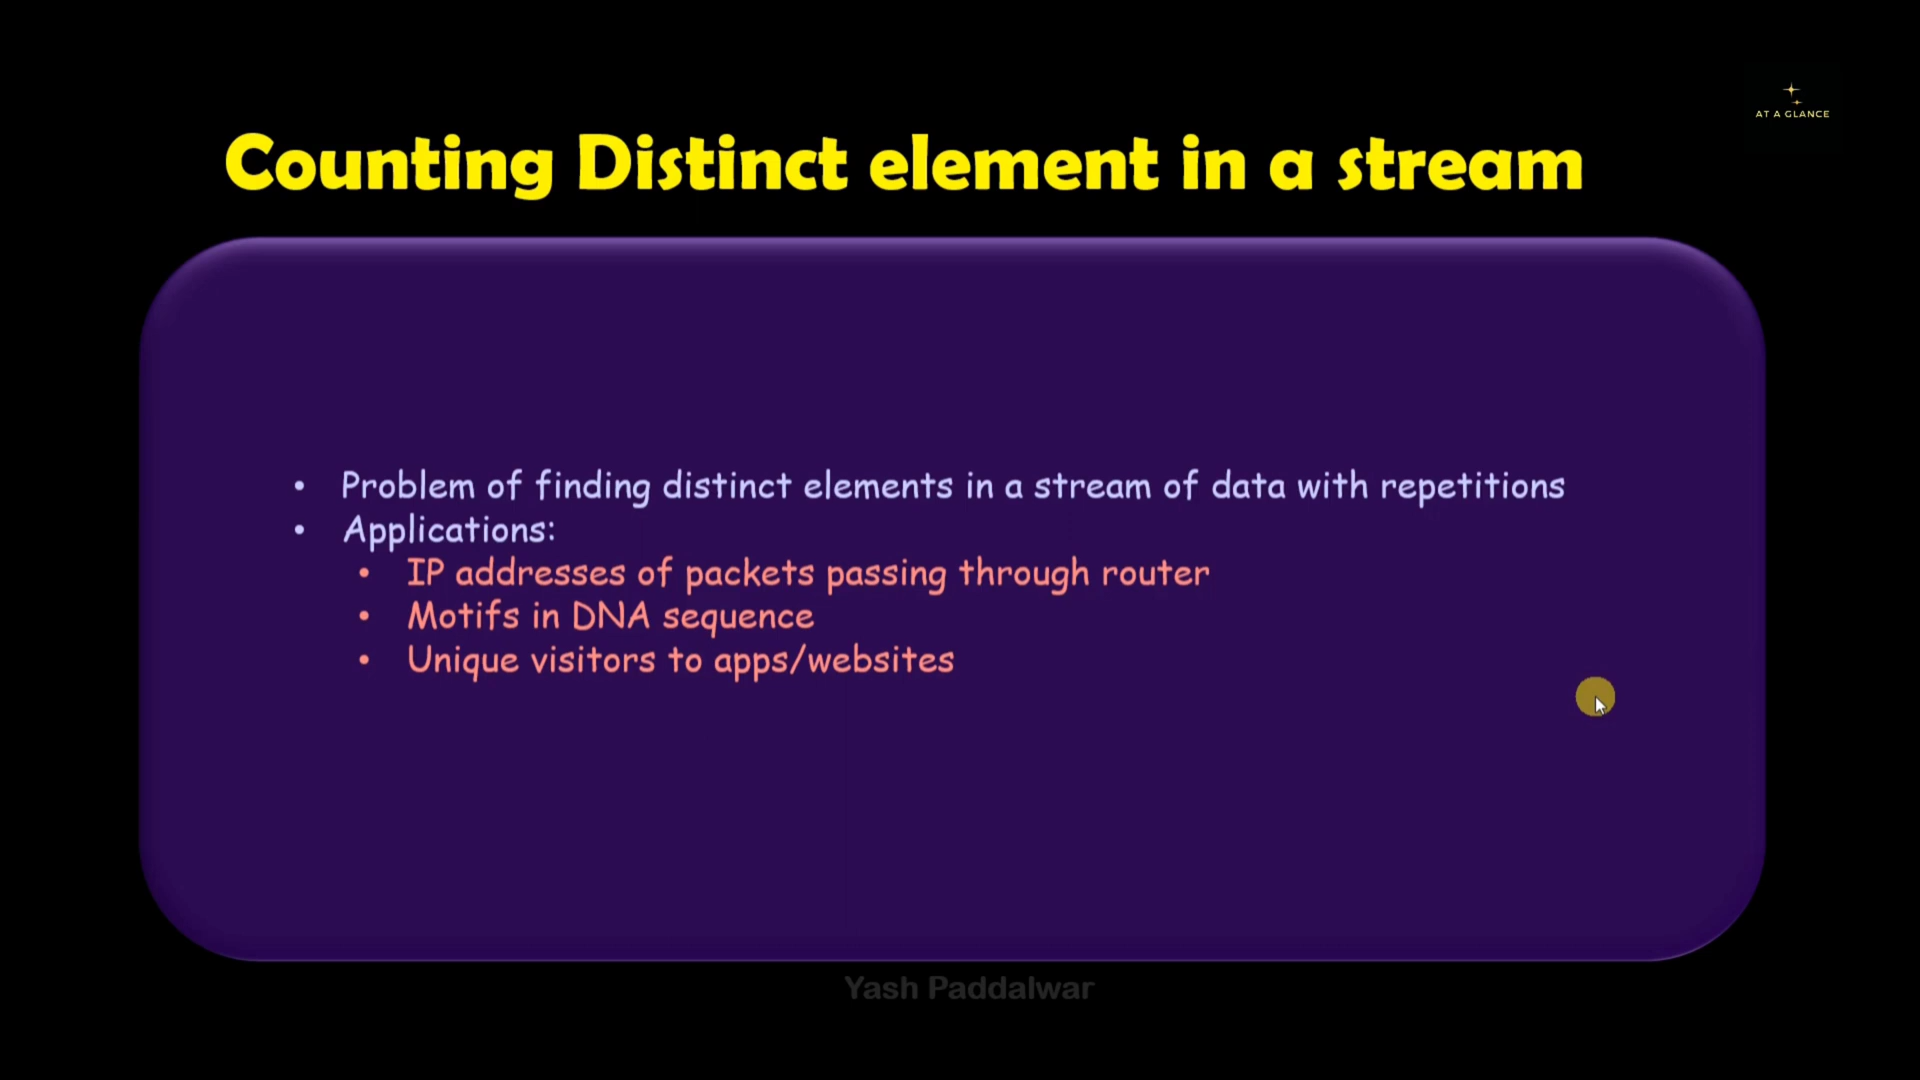 AT A GLANCE
Counting Distinct element in a stream
• Problem of finding distinct elements in a stream of data with repetitions
• Applications:
• IP addresses of packets passing through router
• Motifs in DNA sequence
• Unique visitors to apps/websites
Yash Paddalwar